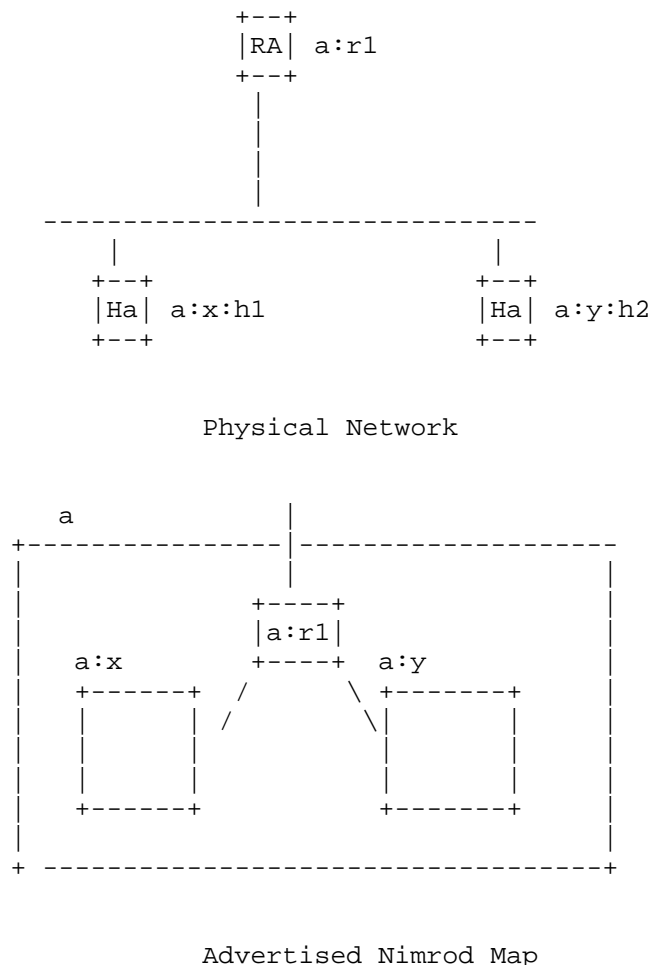 RA a:r1
Ha a:x:h1 Ha a:y:h2
Physical Network
a
a:r1
a:x a:y
Advertised Nimrod Map